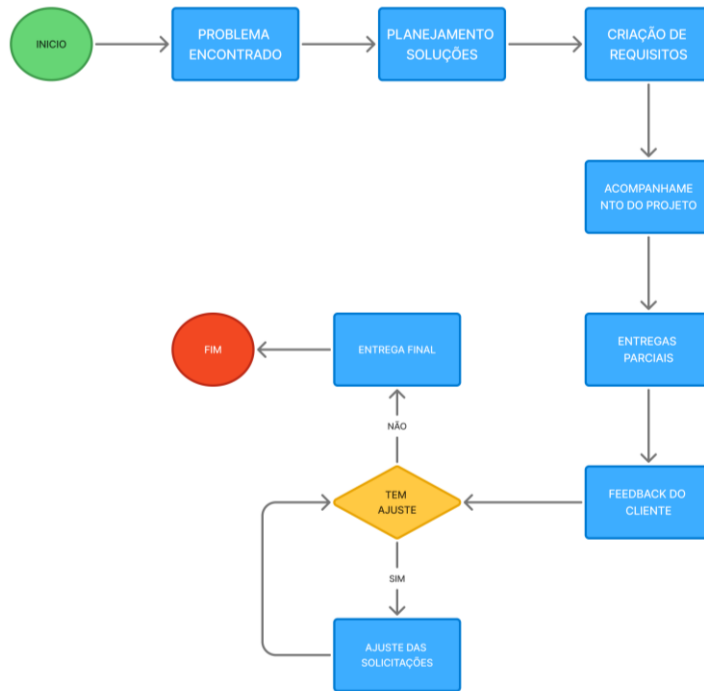 INICIO
PROBLEMA
ENCONTRADO
PLANEJAMENTO
SOLUÇÕES
CRIAÇÃO DE
REQUISITOS
ACOMPANHAME
NTO DO PROJETO
ENTREGAS
PARCIAIS
FEEDBACK DO
CLIENTE
TEM
AJUSTE
NÃO
ENTREGA FINAL
FIM
SIM
AJUSTE DAS
SOLICITAÇÕES